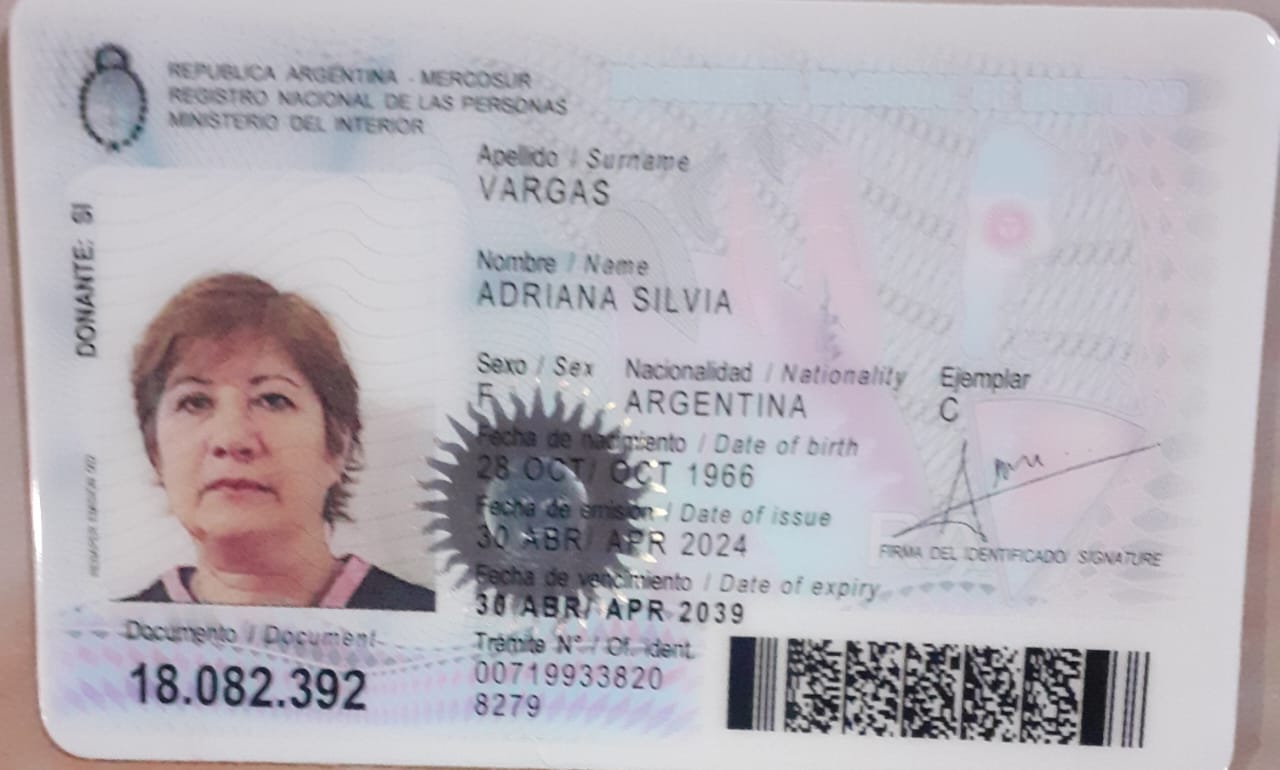 REPUBLICA ARGENTINA - MERCOSUR
REGISTRO NACIONAL DE LAS PERSONAS
MINISTERIO DEL INTERIOR
Apellido / Surname
VARGAS
Nombre / Name
ADRIANA SILVIA
Sexo / Sex Nacionalidad / Nationality Ejemplar
F ARGENTINA C
Fecha de nacimiento / Date of birth
28 OCT/ OCT 1966
Fecha de emisión / Date of issue
30 ABR/ APR 2024
FIRMA DEL IDENTIFICADO/ SIGNATURE
Fecha de vencimiento / Date of expiry
30 ABR/ APR 2039
Documento / Document
18.082.392
Trámite N° / Of. ident.
00719933820
8279
DONANTE: SI